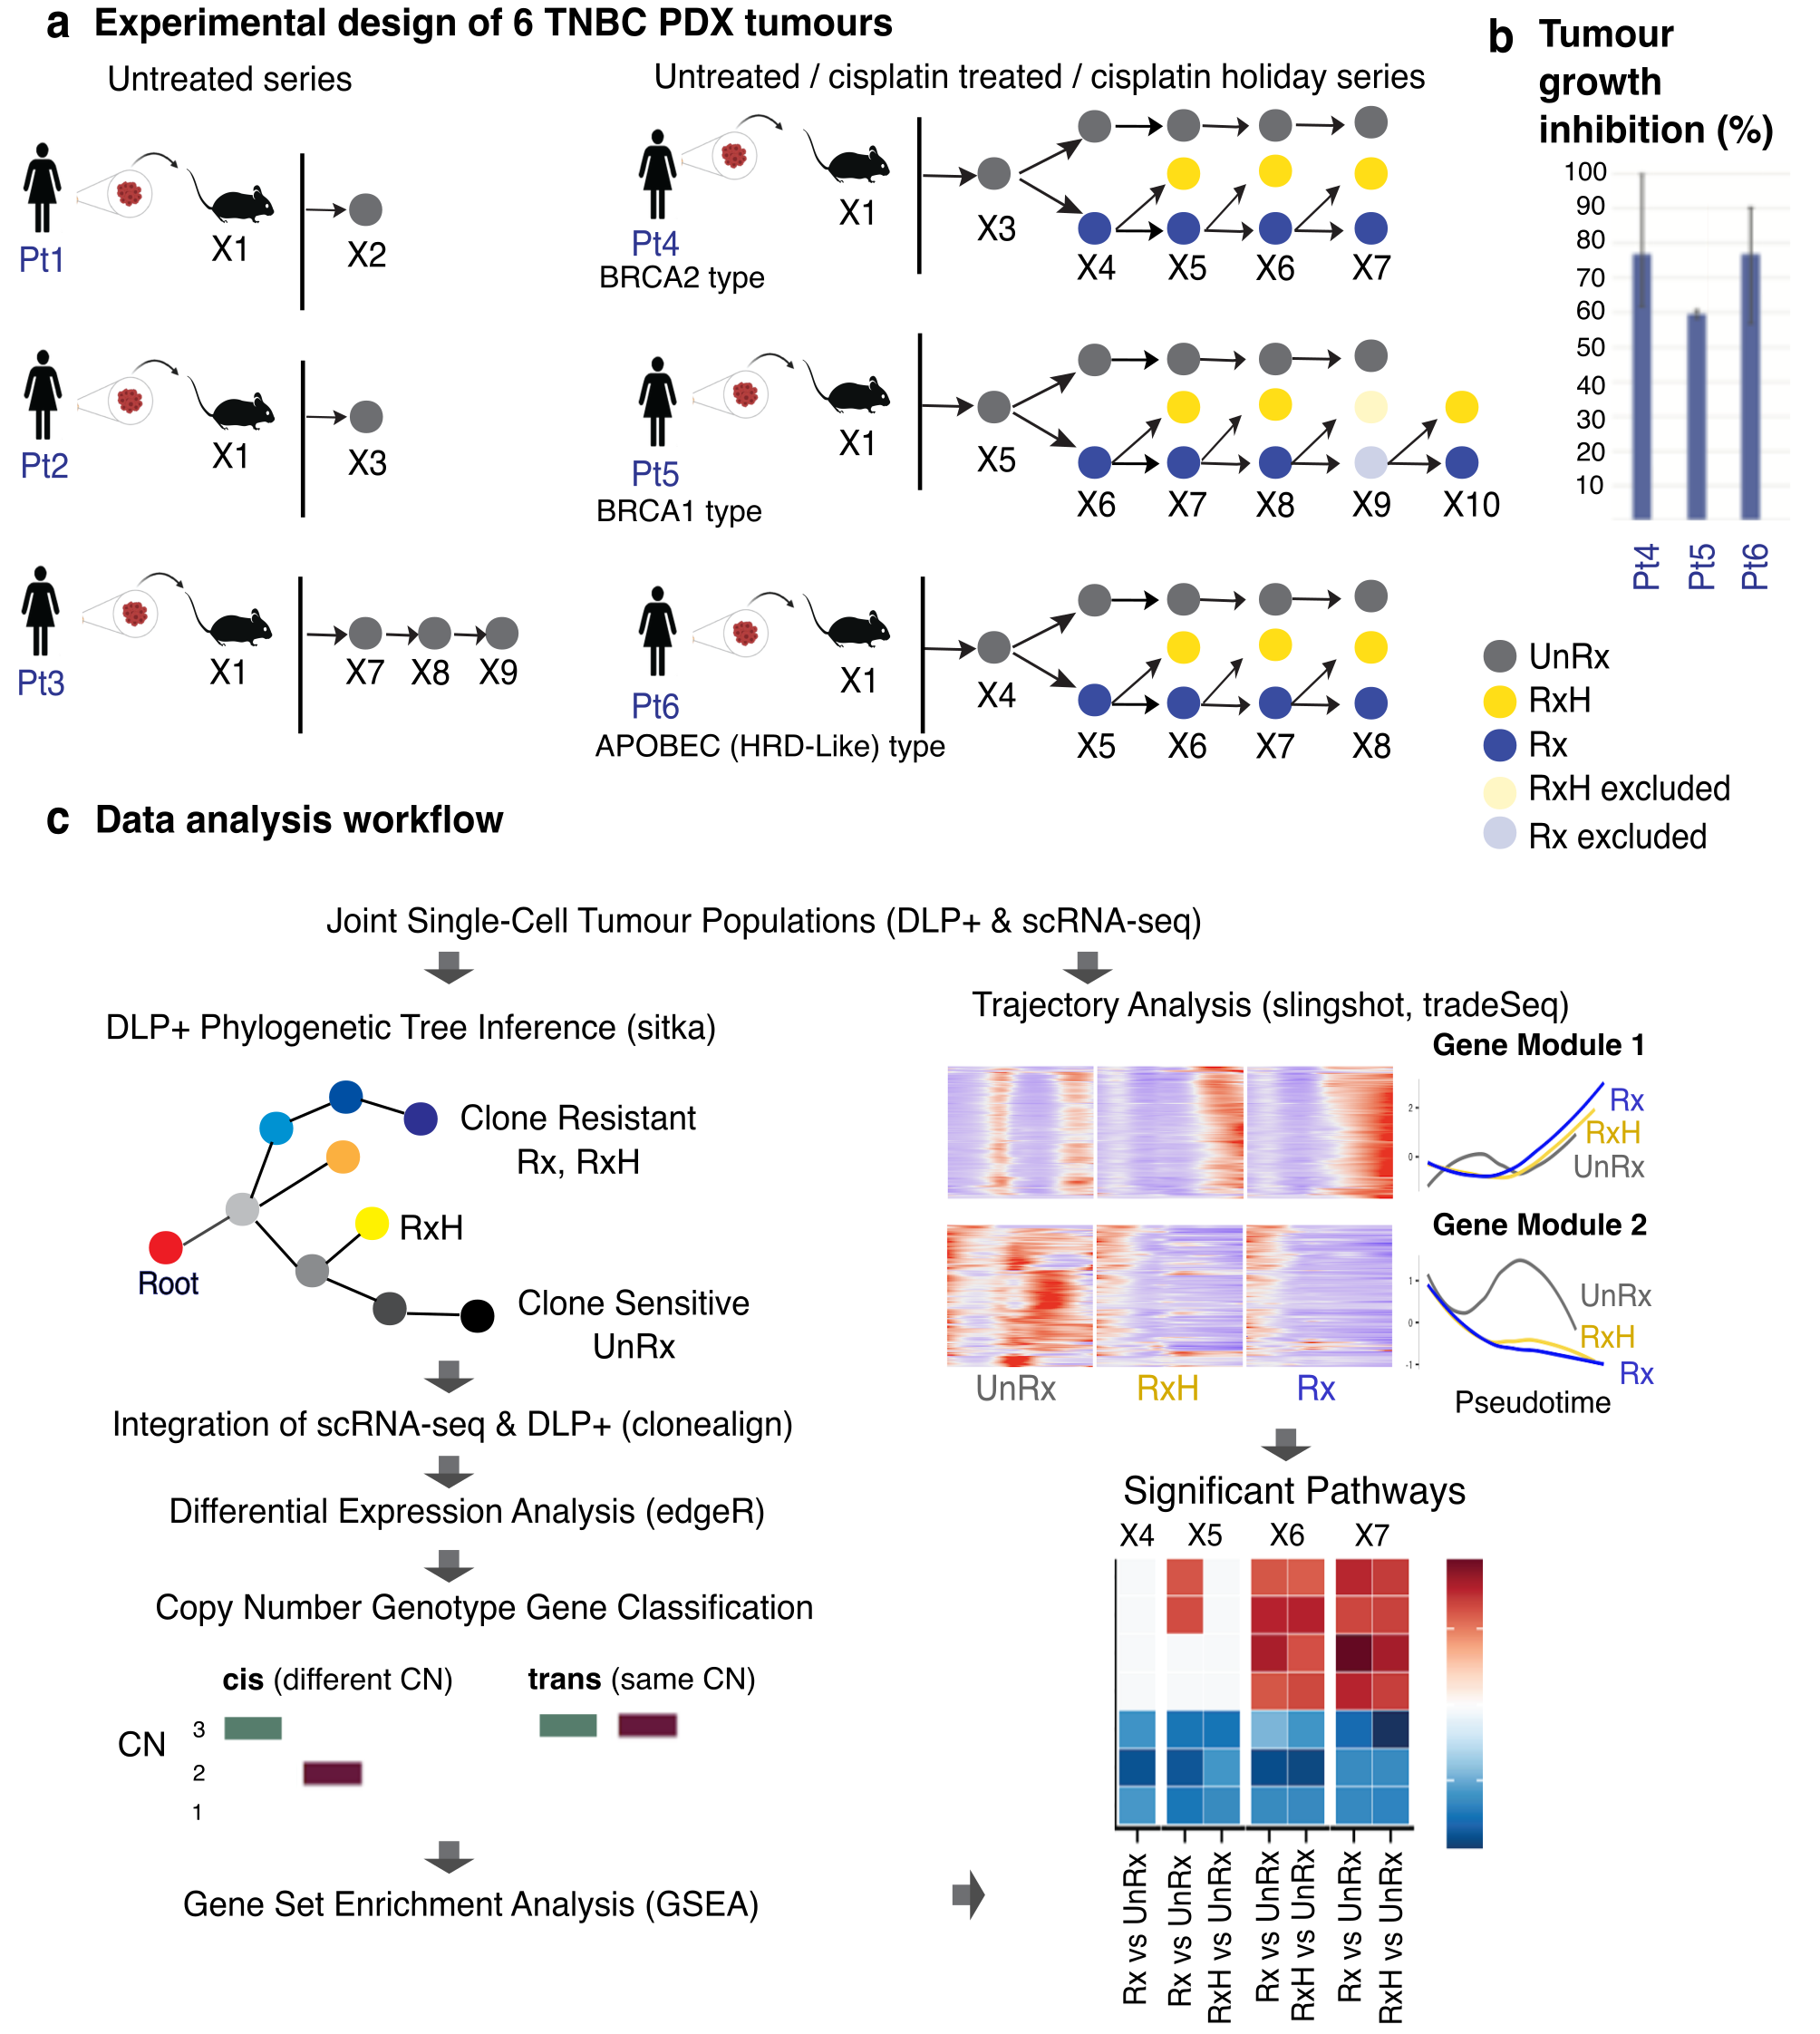 a Experimental design of 6 TNBC PDX tumours
Untreated series
Untreated / cisplatin treated / cisplatin holiday series
Pt1
X1
X2
Pt4
BRCA2 type
X1
X3
X4 X5 X6 X7
Pt2
X1
X3
Pt5
BRCA1 type
X1
X5
X6 X7 X8 X9 X10
Pt3
X1
X7 X8 X9
Pt6
APOBEC (HRD-Like) type
X1
X4
X5 X6 X7 X8
b Tumour
growth
inhibition (%)
100
90
80
70
60
50
40
30
20
10
Pt4
Pt5
Pt6
UnRx
RxH
Rx
RxH excluded
Rx excluded
c Data analysis workflow
Joint Single-Cell Tumour Populations (DLP+ & scRNA-seq)
DLP+ Phylogenetic Tree Inference (sitka)
Clone Resistant
Rx, RxH
RxH
Root
Clone Sensitive
UnRx
Integration of scRNA-seq & DLP+ (clonealign)
Differential Expression Analysis (edgeR)
Copy Number Genotype Gene Classification
cis (different CN)
trans (same CN)
CN
3
2
1
Gene Set Enrichment Analysis (GSEA)
Trajectory Analysis (slingshot, tradeSeq)
Gene Module 1
2
0
Rx
RxH
UnRx
Gene Module 2
1
0
-1
UnRx
RxH
Rx
UnRx RxH Rx
Pseudotime
Significant Pathways
X4 X5 X6 X7
Rx vs UnRx
Rx vs UnRx
RxH vs UnRx
Rx vs UnRx
RxH vs UnRx
Rx vs UnRx
RxH vs UnRx